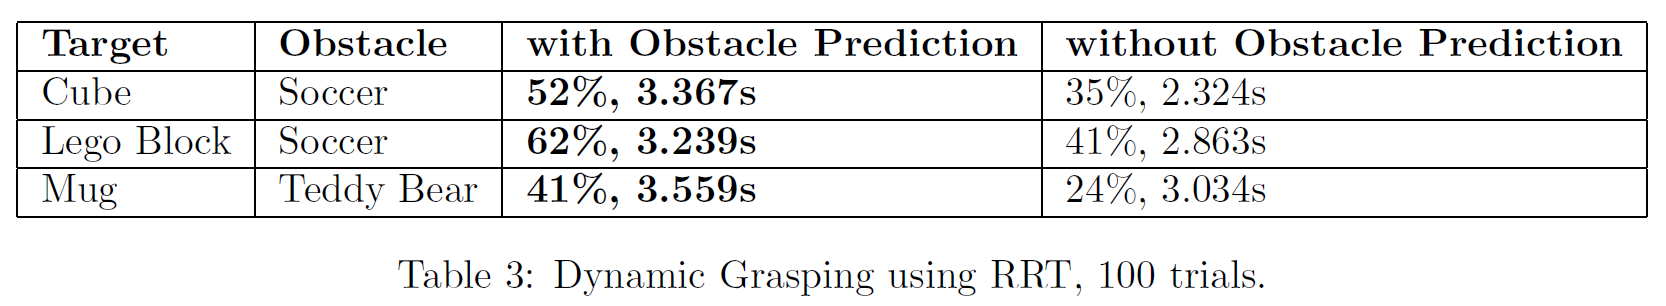 Target Obstacle with Obstacle Prediction without Obstacle Prediction
Cube Soccer 52%, 3.367s 35%, 2.324s
Lego Block Soccer 62%, 3.239s 41%, 2.863s
Mug Teddy Bear 41%, 3.559s 24%, 3.034s
Table 3: Dynamic Grasping using RRT, 100 trials.